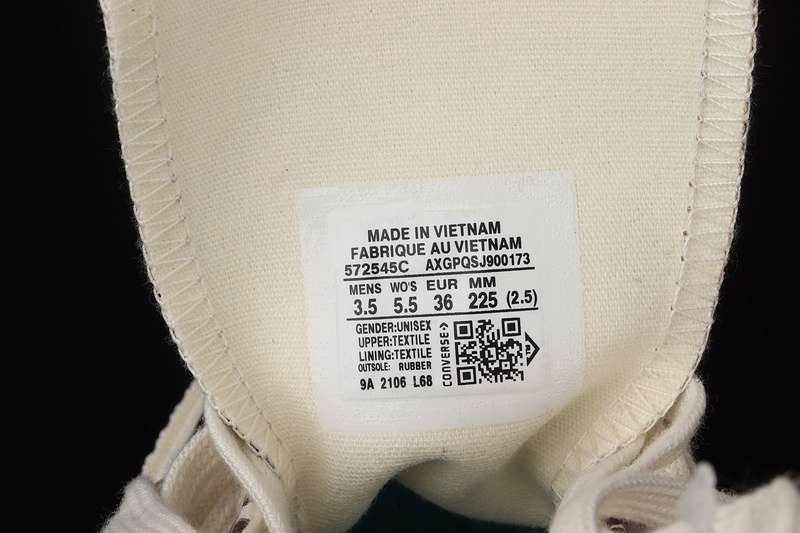 MADE IN VIETNAM
FABRIQUE AU VIETNAM
572545C AXGPQSJ900173
MENS WO'S EUR MM
3.5 5.5 36 225 (2.5)
GENDER:UNISEX
UPPER:TEXTILE
LINING:TEXTILE
OUTSOLE: RUBBER
9A 2106 L68
CONVERSE